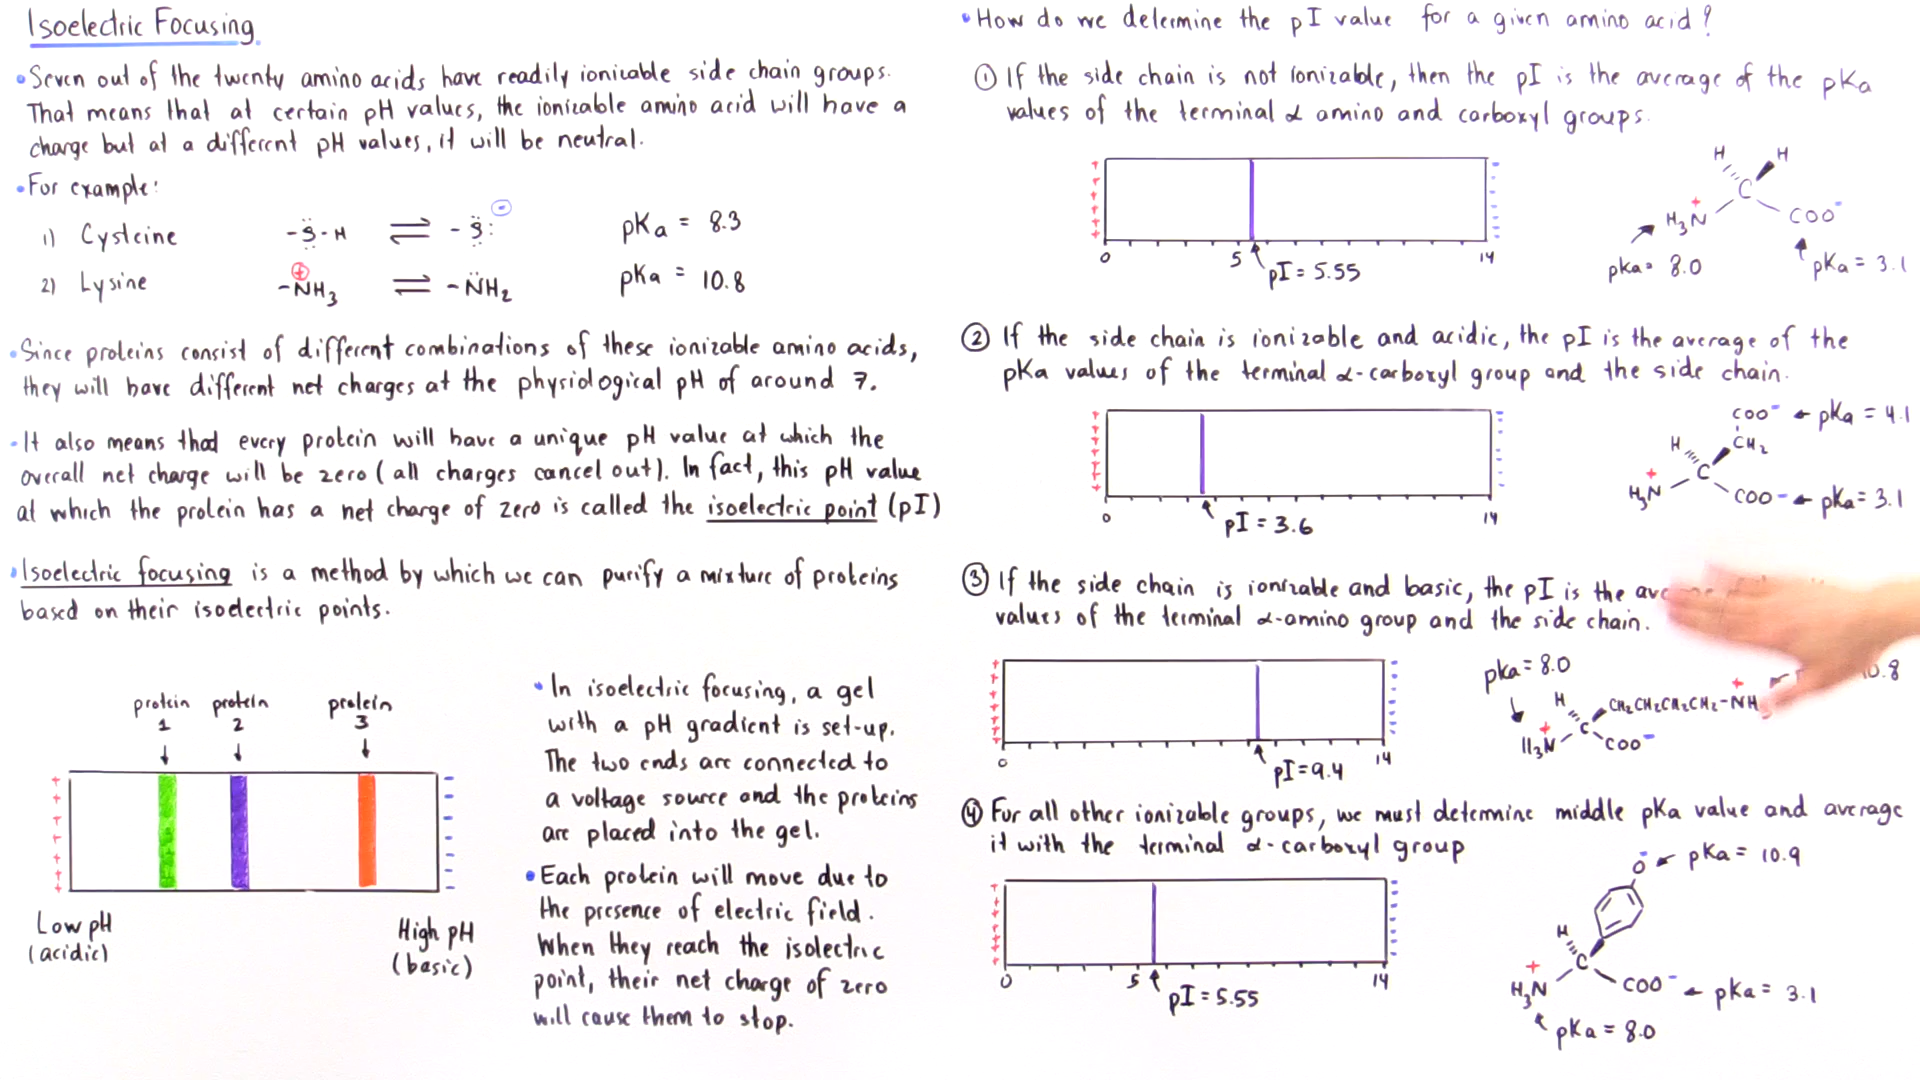 Isoelectric Focusing
• Seven out of the twenty amino acids have readily ionizable side chain groups.
That means that at certain pH values, the ionizable amino acid will have a
charge but at a different pH values, it will be neutral.
• For example:
1) Cysteine -S-H ⇌ -S: - pKa = 8.3
2) Lysine -NH3 + ⇌ -NH2 pKa = 10.8
• Since proteins consist of different combinations of these ionizable amino acids,
they will have different net charges at the physiological pH of around 7.
• It also means that every protein will have a unique pH value at which the
overall net charge will be zero (all charges cancel out). In fact, this pH value
at which the protein has a net charge of zero is called the isoelectric point (pI)
• Isoelectric focusing is a method by which we can purify a mixture of proteins
based on their isoelectric points.
protein 1
protein 2
protein 3
Low pH
(acidic)
High pH
(basic)
• In isoelectric focusing, a gel
with a pH gradient is set-up.
The two ends are connected to
a voltage source and the proteins
are placed into the gel.
• Each protein will move due to
the presence of electric field.
When they reach the isolectric
point, their net charge of zero
will cause them to stop.
• How do we determine the pI value for a given amino acid?
① If the side chain is not ionizable, then the pI is the average of the pKa
values of the terminal α amino and carboxyl groups.
0 5 14
pI = 5.55
H H
C
H3N + COO-
pka = 8.0
pKa = 3.1
② If the side chain is ionizable and acidic, the pI is the average of the
pKa values of the terminal α-carboxyl group and the side chain.
0 14
pI = 3.6
COO- ← pKa = 4.1
CH2
H C
H3N + COO- ← pKa = 3.1
③ If the side chain is ionizable and basic, the pI is the
values of the terminal α-amino group and the side chain.
0 14
pI = 9.4
pka = 8.0
H CH2CH2CH2CH2-NH +
C
H3N + COO-
④ For all other ionizable groups, we must determine middle pKa value and average
it with the terminal α-carboxyl group
0 5 14
pI = 5.55
O- ← pKa = 10.9
H C
H3N + COO- ← pKa = 3.1
pKa = 8.0